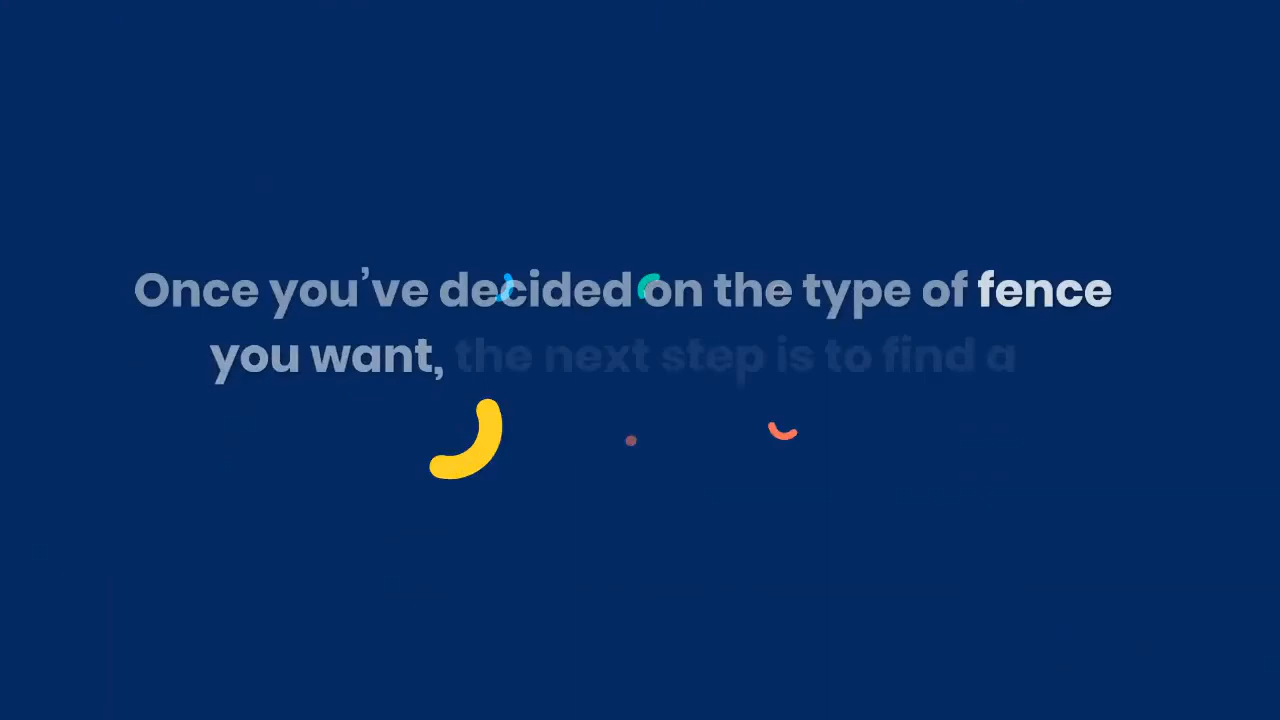 Once you’ve decided on the type of fence
you want, the next step is to find a